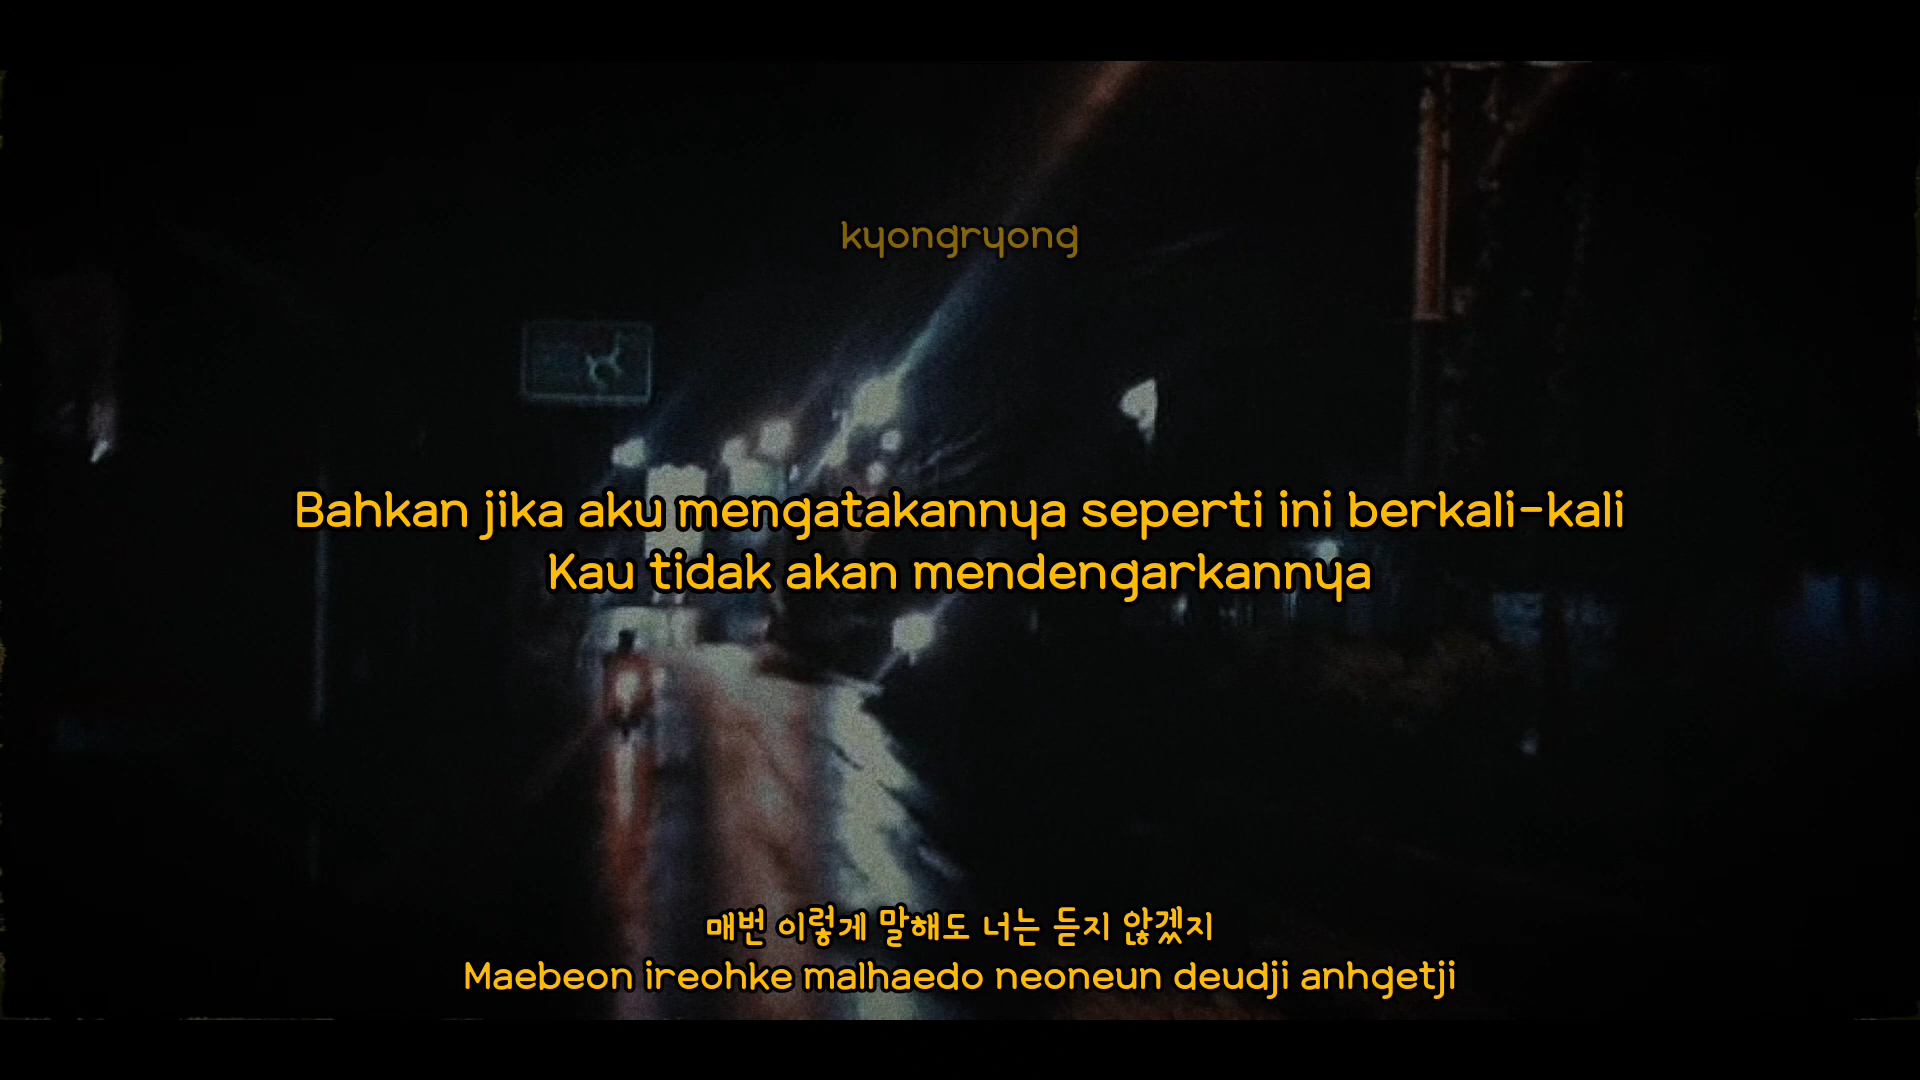 kyongryong
Bahkan jika aku mengatakannya seperti ini berkali-kali
Kau tidak akan mendengarkannya
매번 이렇게 말해도 너는 듣지 않겠지
Maebeon ireohke malhaedo neoneun deudji anhgetji